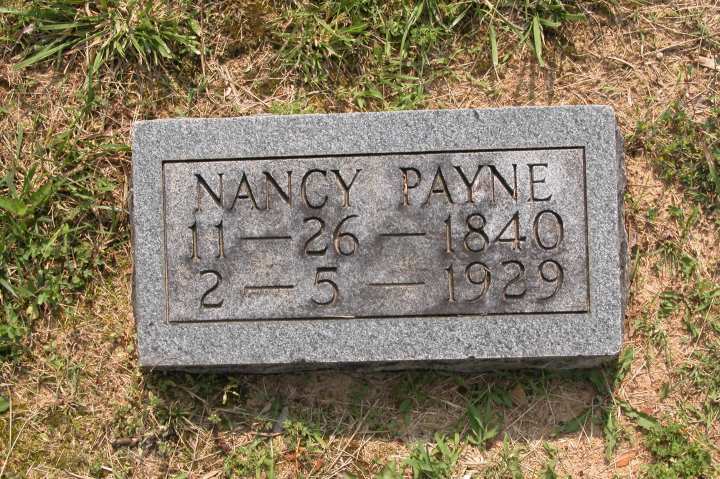 NANCY PAYNE
11 — 26 — 1840
2 — 5 — 1929